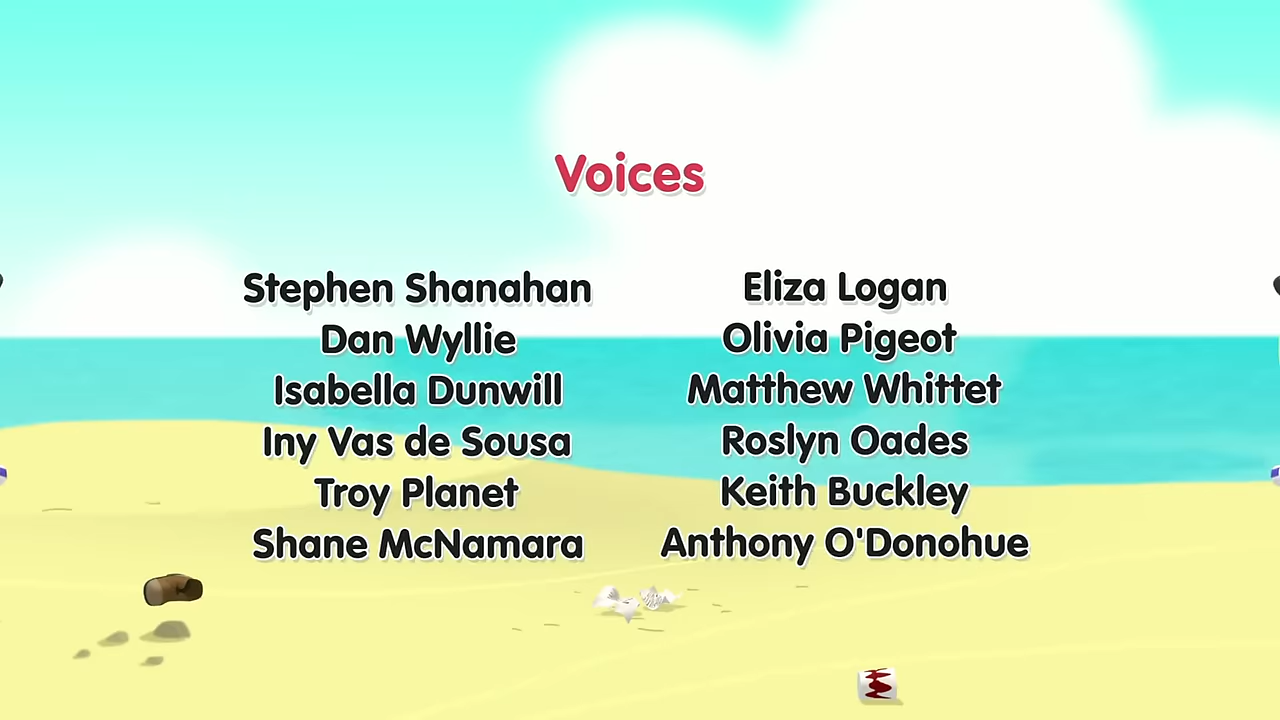 Voices
Stephen Shanahan
Dan Wyllie
Isabella Dunwill
Iny Vas de Sousa
Troy Planet
Shane McNamara
Eliza Logan
Olivia Pigeot
Matthew Whittet
Roslyn Oades
Keith Buckley
Anthony O'Donohue